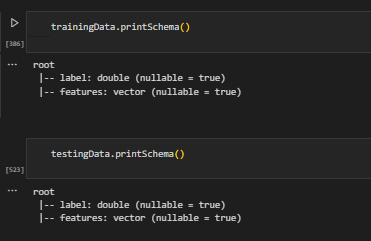 trainingData.printSchema()
[386]
... root
|-- label: double (nullable = true)
|-- features: vector (nullable = true)
testingData.printSchema()
[523]
... root
|-- label: double (nullable = true)
|-- features: vector (nullable = true)